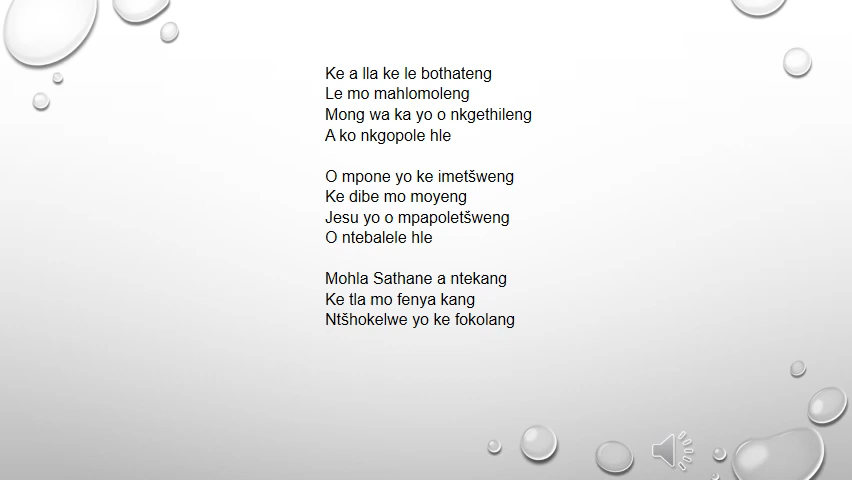 Ke a lla ke le bothateng
Le mo mahlomoleng
Mong wa ka yo o nkgethileng
A ko nkgopole hle
O mpone yo ke imetšweng
Ke dibe mo moyeng
Jesu yo o mpapoletšweng
O ntebalele hle
Mohla Sathane a ntekang
Ke tla mo fenya kang
Ntšhokelwe yo ke fokolang